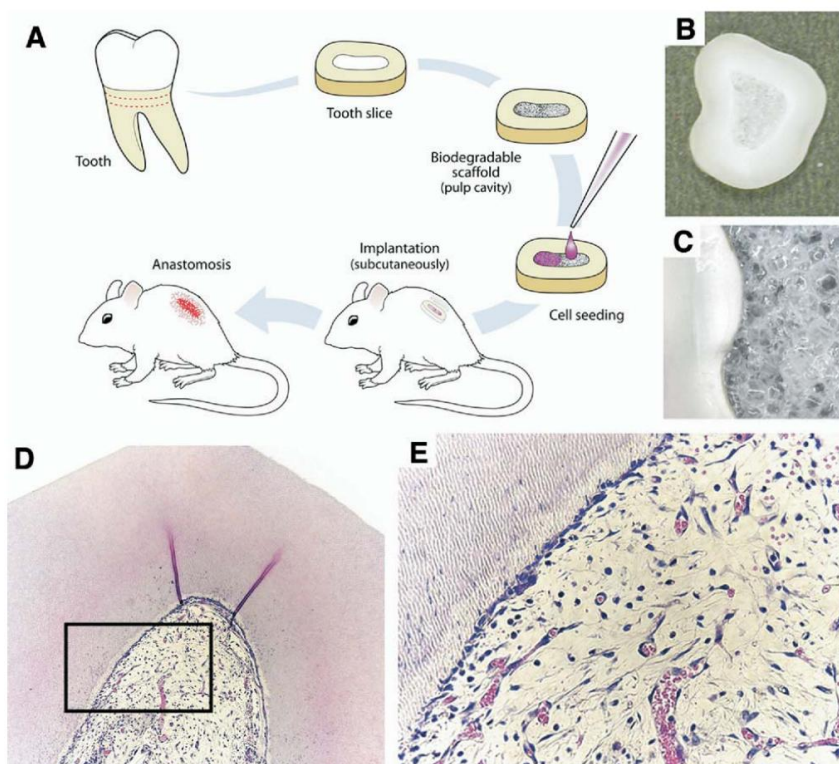 A
Tooth
Tooth slice
Biodegradable
scaffold
(pulp cavity)
Cell seeding
Implantation
(subcutaneously)
Anastomosis
B
C
D
E